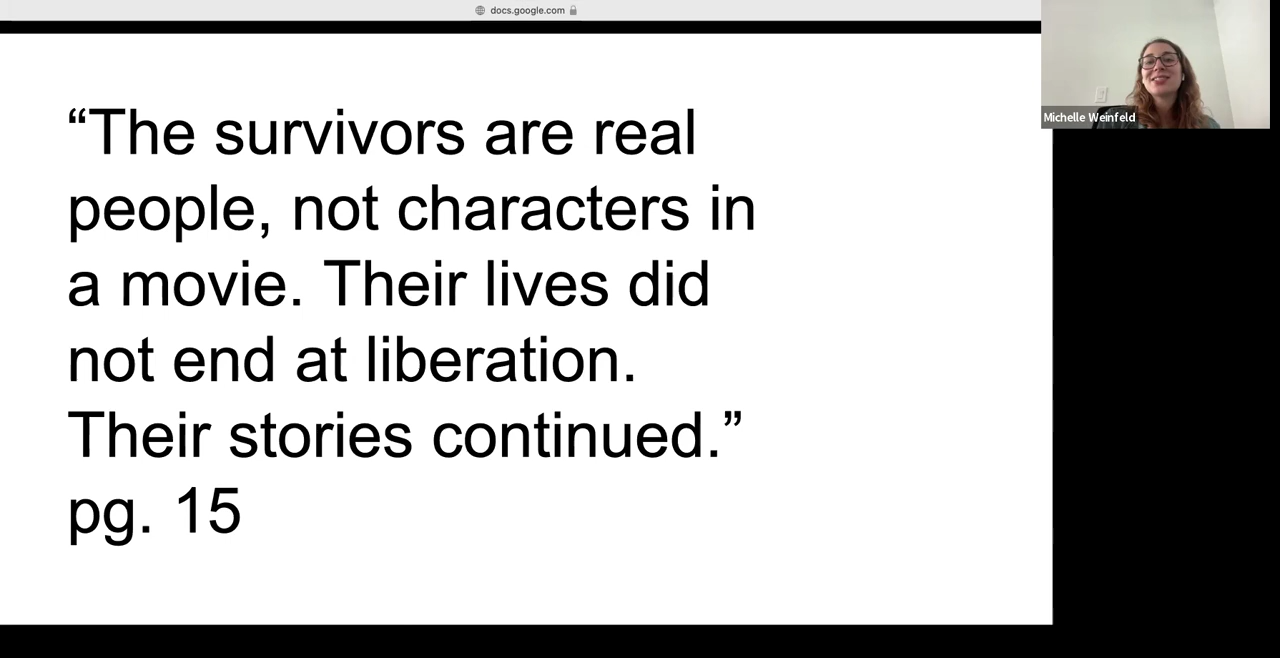 docs.google.com
“The survivors are real
people, not characters in
a movie. Their lives did
not end at liberation.
Their stories continued.”
pg. 15
Michelle Weinfeld